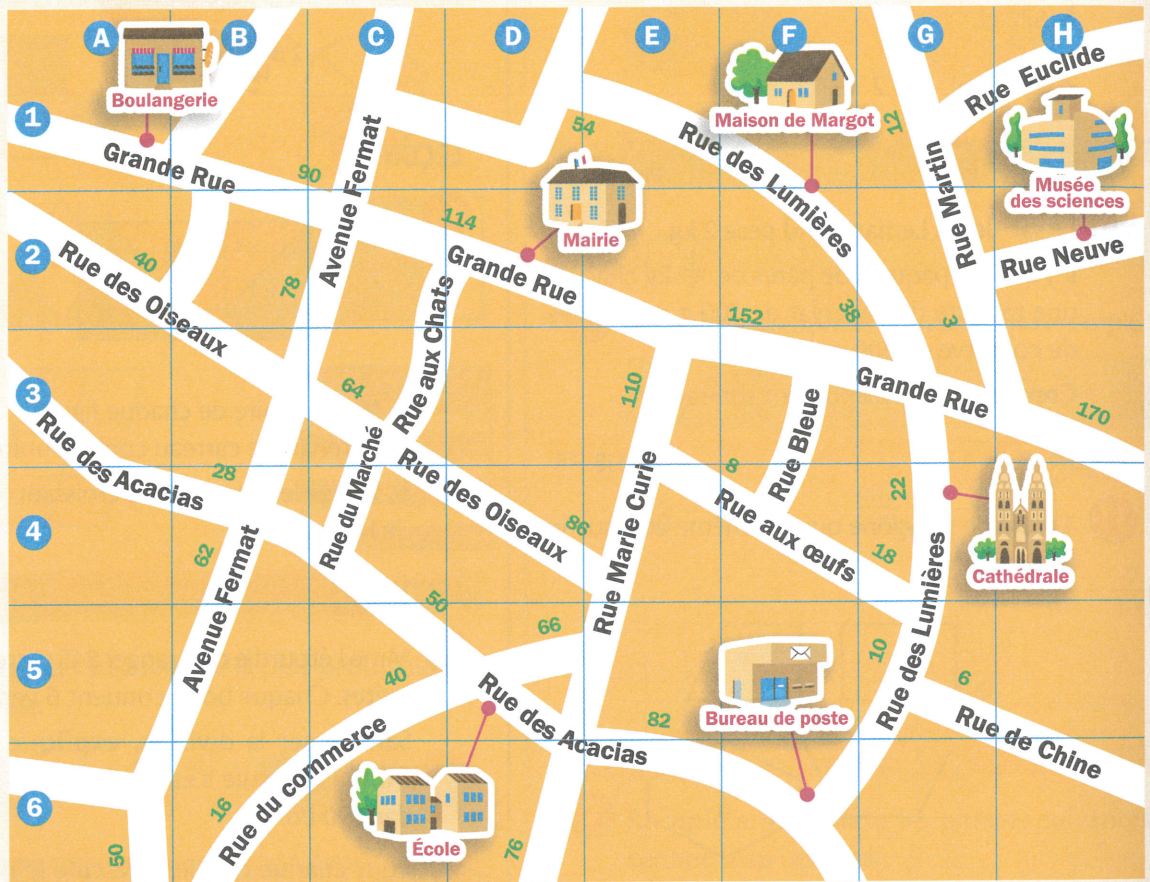 A
B
C
D
E
F
G
H
1
2
3
4
5
6
Boulangerie
Grande Rue
90
Avenue Fermat
54
Rue des Lumières
Maison de Margot
12
Rue Euclide
Musée
des sciences
Rue Martin
Rue Neuve
Mairie
114
Grande Rue
40
Rue des Oiseaux
78
Rue aux Chats
152
38
3
64
110
Grande Rue
170
Rue des Acacias
28
Rue du Marché
Rue des Oiseaux
86
Rue Marie Curie
8
Rue Bleue
Rue aux œufs
18
22
Cathédrale
62
Avenue Fermat
50
66
Rue des Lumières
10
6
40
Rue des Acacias
82
Bureau de poste
Rue de Chine
Rue du commerce
16
École
76
50